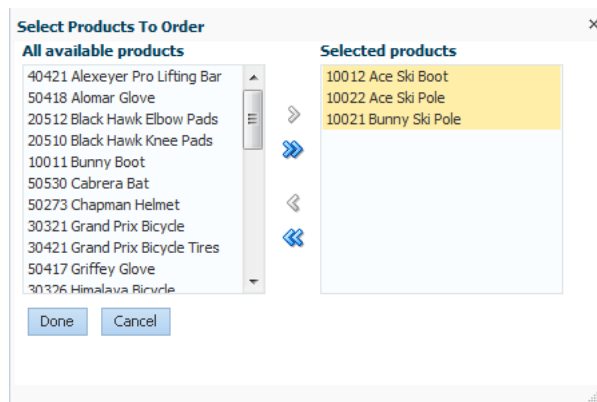 Select Products To Order
All available products
40421 Alexeyer Pro Lifting Bar
50418 Alomar Glove
20512 Black Hawk Elbow Pads
20510 Black Hawk Knee Pads
10011 Bunny Boot
50530 Cabrera Bat
50273 Chapman Helmet
30321 Grand Prix Bicycle
30421 Grand Prix Bicycle Tires
50417 Griffey Glove
30326 Himalaya Bicycle
Selected products
10012 Ace Ski Boot
10022 Ace Ski Pole
10021 Bunny Ski Pole
Done
Cancel